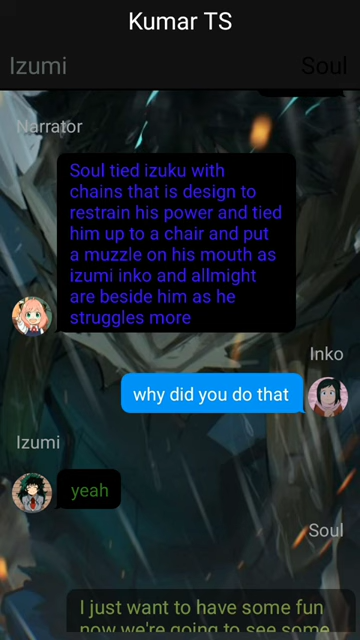 Kumar TS
Izumi
Soul
Narrator
Soul tied izuku with
chains that is design to
restrain his power and tied
him up to a chair and put
a muzzle on his mouth as
izumi inko and allmight
are beside him as he
struggles more
Inko
why did you do that
Izumi
yeah
Soul
I just want to have some fun
now we're going to see some